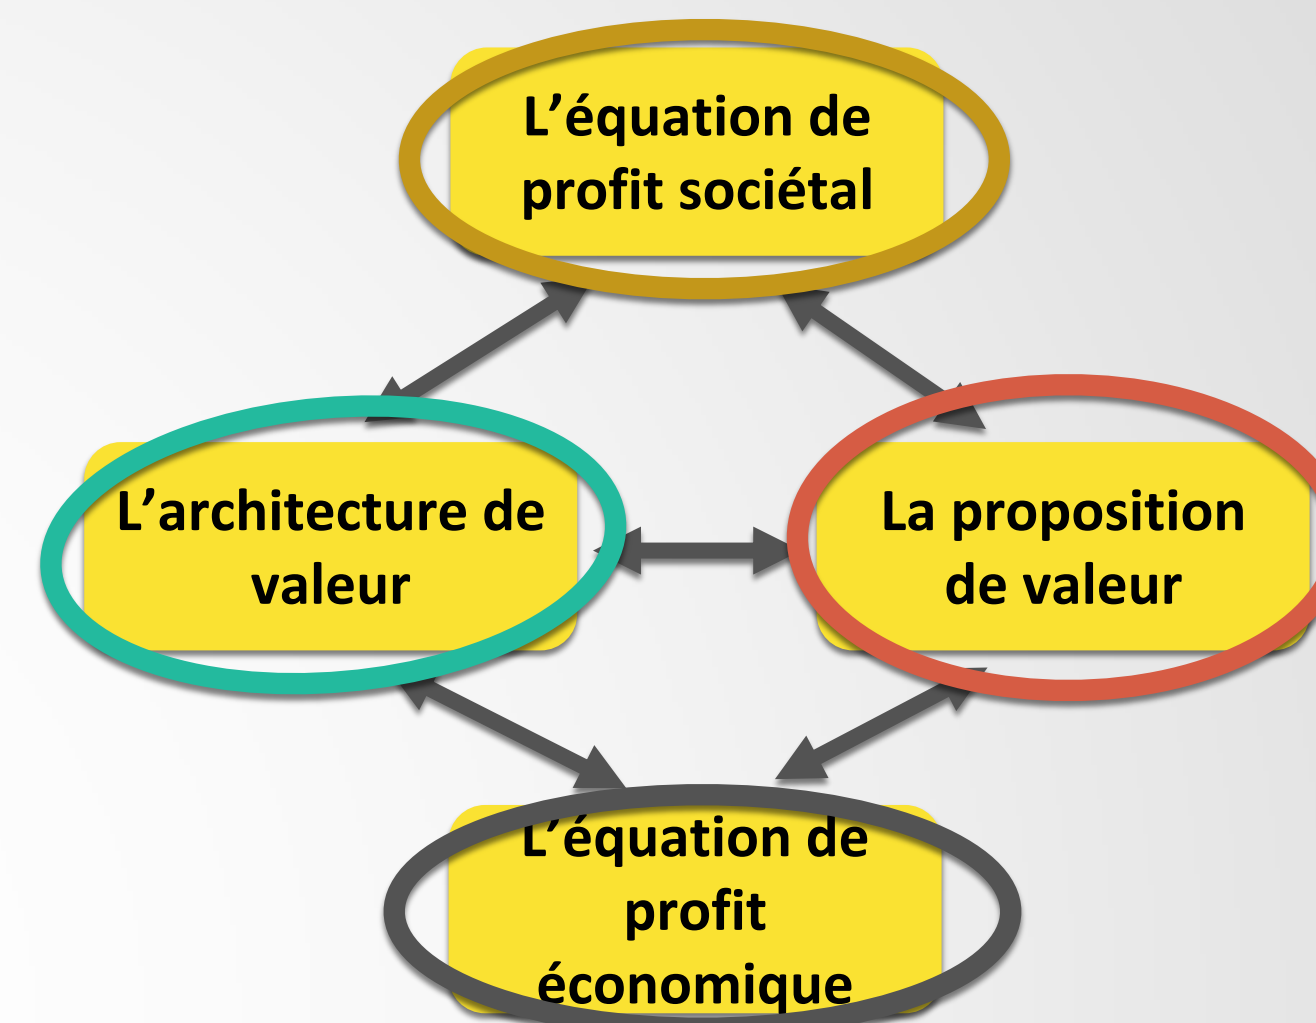 L’équation de
profit sociétal
L’architecture de
valeur
La proposition
de valeur
L’équation de
profit
économique